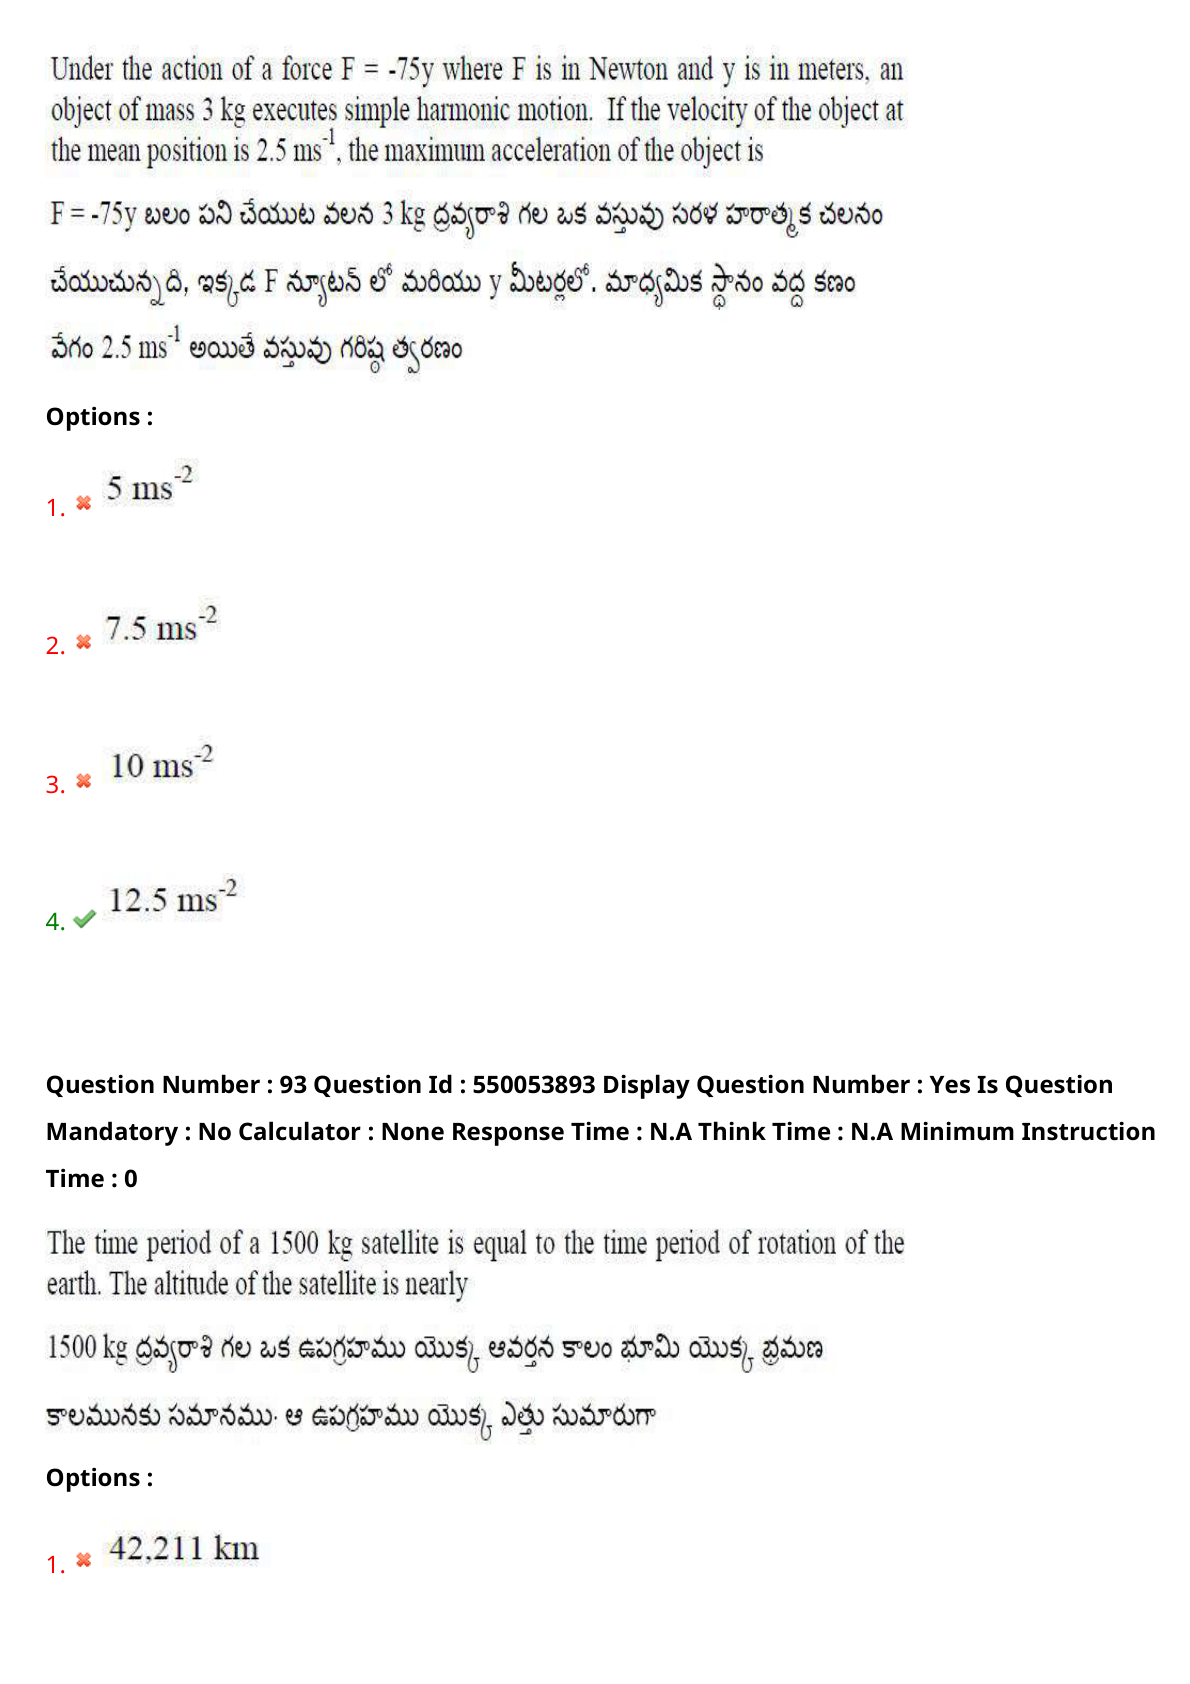 Under the action of a force F = -75y where F is in Newton and y is in meters, an
object of mass 3 kg executes simple harmonic motion. If the velocity of the object at
the mean position is 2.5 ms⁻¹, the maximum acceleration of the object is
F = -75y బలం పని చేయుట వలన 3 kg ద్రవ్యరాశి గల ఒక వస్తువు సరళ హరాత్మక చలనం
చేయుచున్నది, ఇక్కడ F న్యూటన్ లో మరియు y మీటర్లలో. మాధ్యమిక స్థానం వద్ద కణం
వేగం 2.5 ms⁻¹ అయితే వస్తువు గరిష్ఠ త్వరణం
Options :
1. 5 ms⁻²
2. 7.5 ms⁻²
3. 10 ms⁻²
4. 12.5 ms⁻²
Question Number : 93 Question Id : 550053893 Display Question Number : Yes Is Question
Mandatory : No Calculator : None Response Time : N.A Think Time : N.A Minimum Instruction
Time : 0
The time period of a 1500 kg satellite is equal to the time period of rotation of the
earth. The altitude of the satellite is nearly
1500 kg ద్రవ్యరాశి గల ఒక ఉపగ్రహము యొక్క ఆవర్తన కాలం భూమి యొక్క భ్రమణ
కాలమునకు సమానము. ఆ ఉపగ్రహము యొక్క ఎత్తు సుమారుగా
Options :
1. 42,211 km